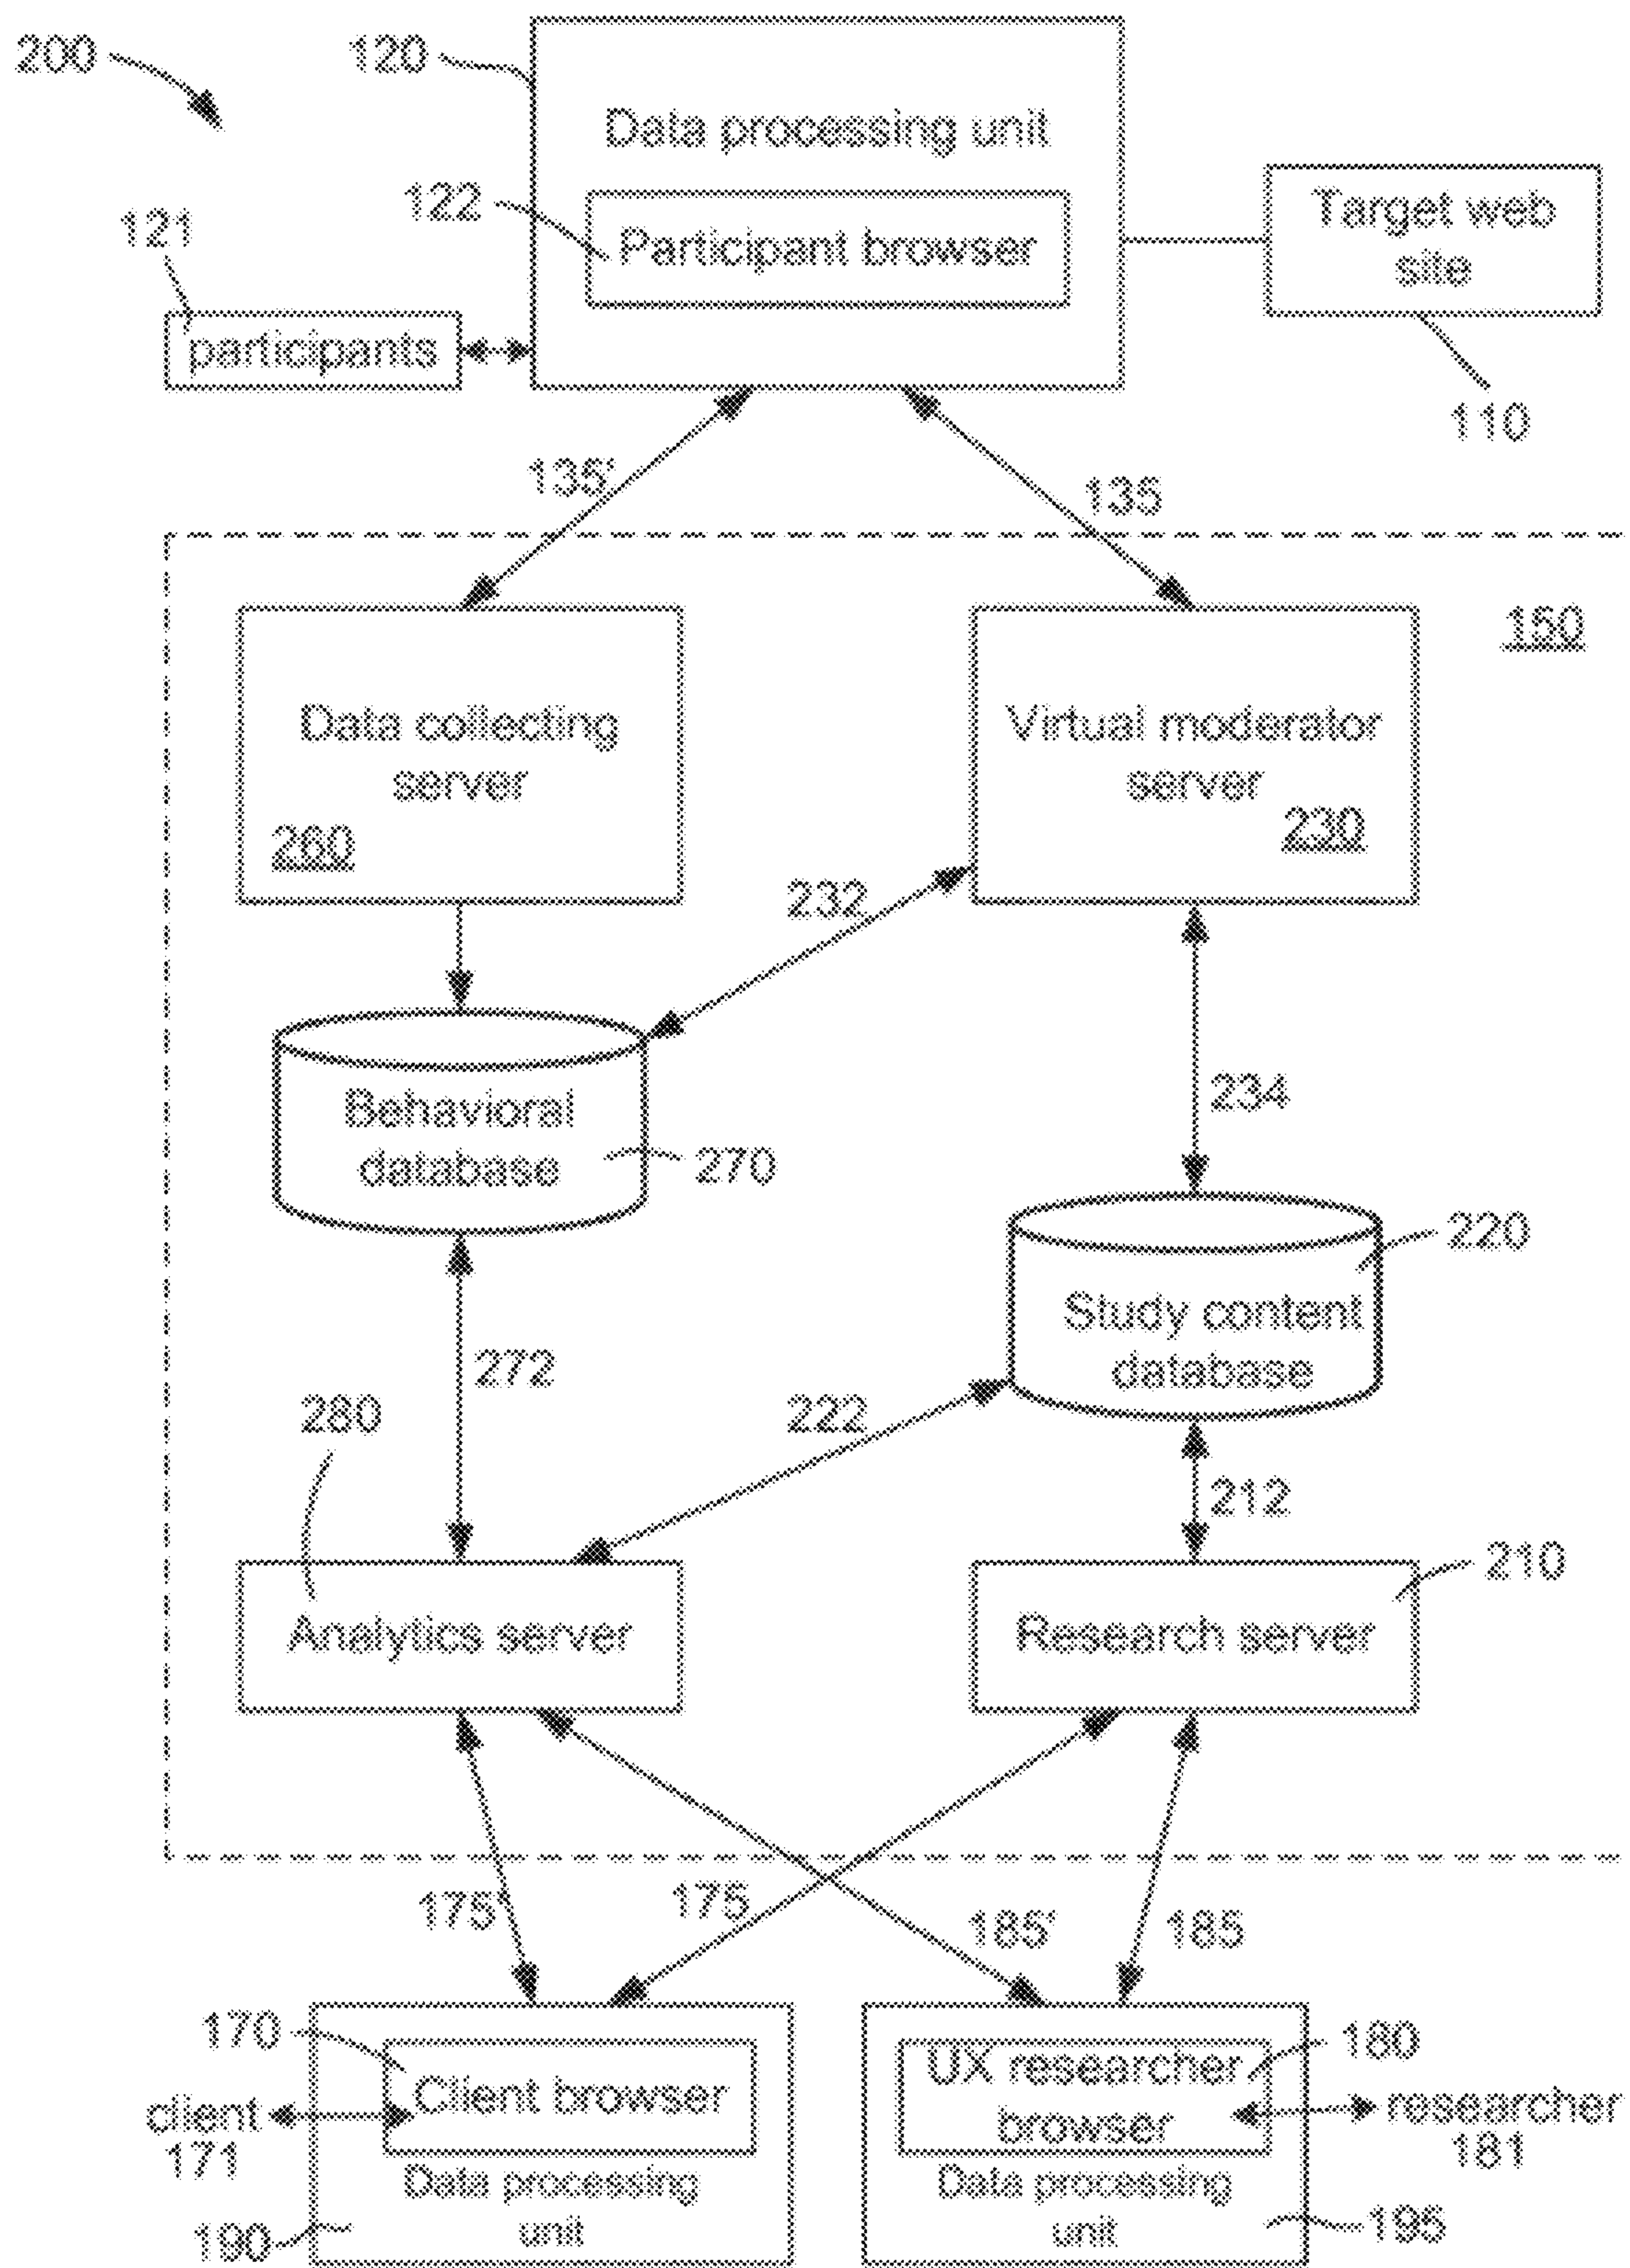 200
120
Data processing unit
122
Participant browser
Target web
site
110
121
participants
135'
135
150
Data collecting
server
260
Virtual moderator
server
230
232
Behavioral
database
270
234
220
Study content
database
272
280
222
212
210
Analytics server
Research server
175'
175
185'
185
170
Client browser
client
171
Data processing
unit
190
180
UX researcher
browser
researcher
181
Data processing
unit
195